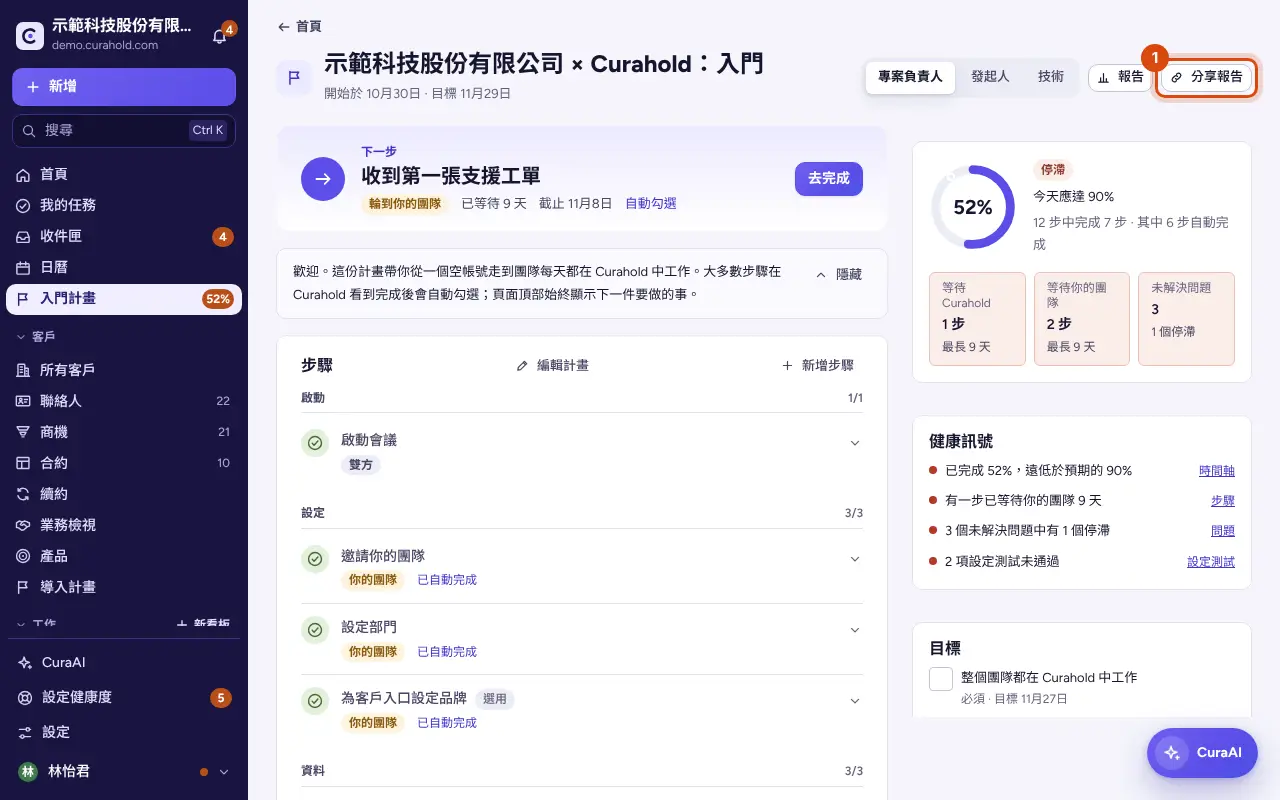 示範科技股份有限...
demo.curahold.com
4
新增
搜尋
Ctrl K
首頁
我的任務
收件匣
4
日曆
入門計畫
52%
客戶
所有客戶
聯絡人
22
商機
21
合約
10
續約
業務檢視
產品
導入計畫
工作
新看板
CuraAI
設定健康度
5
設定
林
林怡君
首頁
示範科技股份有限公司 × Curahold：入門
開始於 10月30日 · 目標 11月29日
專案負責人
發起人
技術
報告
1
分享報告
下一步
收到第一張支援工單
輪到你的團隊
已等待 9 天
截止 11月8日
自動勾選
去完成
歡迎。這份計畫帶你從一個空帳號走到團隊每天都在 Curahold 中工作。大多數步驟在
Curahold 看到完成後會自動勾選；頁面頂部始終顯示下一件要做的事。
隱藏
步驟
編輯計畫
新增步驟
啟動
1/1
啟動會議
雙方
設定
3/3
邀請你的團隊
你的團隊
已自動完成
設定部門
你的團隊
已自動完成
為客戶入口設定品牌
選用
你的團隊
已自動完成
資料
3/3
52%
停滯
今天應達 90%
12 步中完成 7 步 · 其中 6 步自動完
成
等待
Curahold
1 步
最長 9 天
等待你的團
隊
2 步
最長 9 天
未解決問題
3
1 個停滯
健康訊號
已完成 52%，遠低於預期的 90%
時間軸
有一步已等待你的團隊 9 天
步驟
3 個未解決問題中有 1 個停滯
問題
2 項設定測試未通過
設定測試
目標
整個團隊都在 Curahold 中工作
必須 · 目標 11月27日
CuraAI